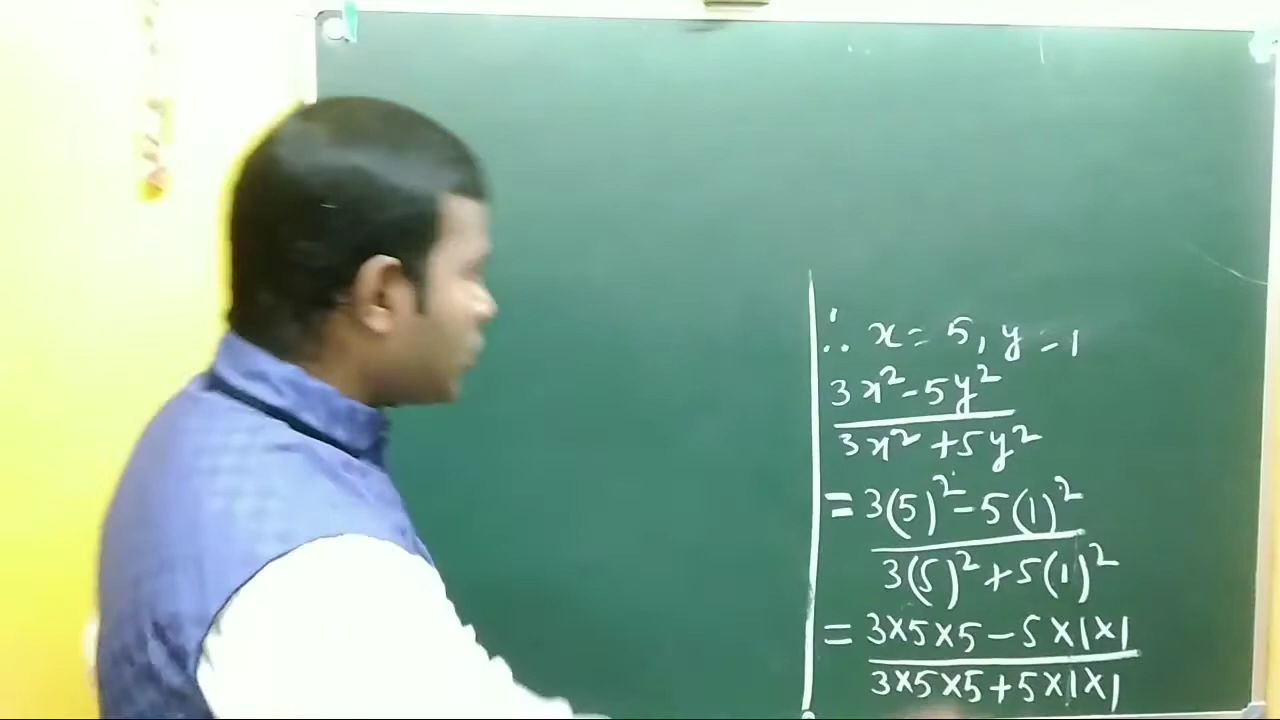 ∴ x = 5, y = 1
3x² - 5y²
3x² + 5y²
= 3(5)² - 5(1)²
3(5)² + 5(1)²
= 3×5×5 - 5×1×1
3×5×5 + 5×1×1